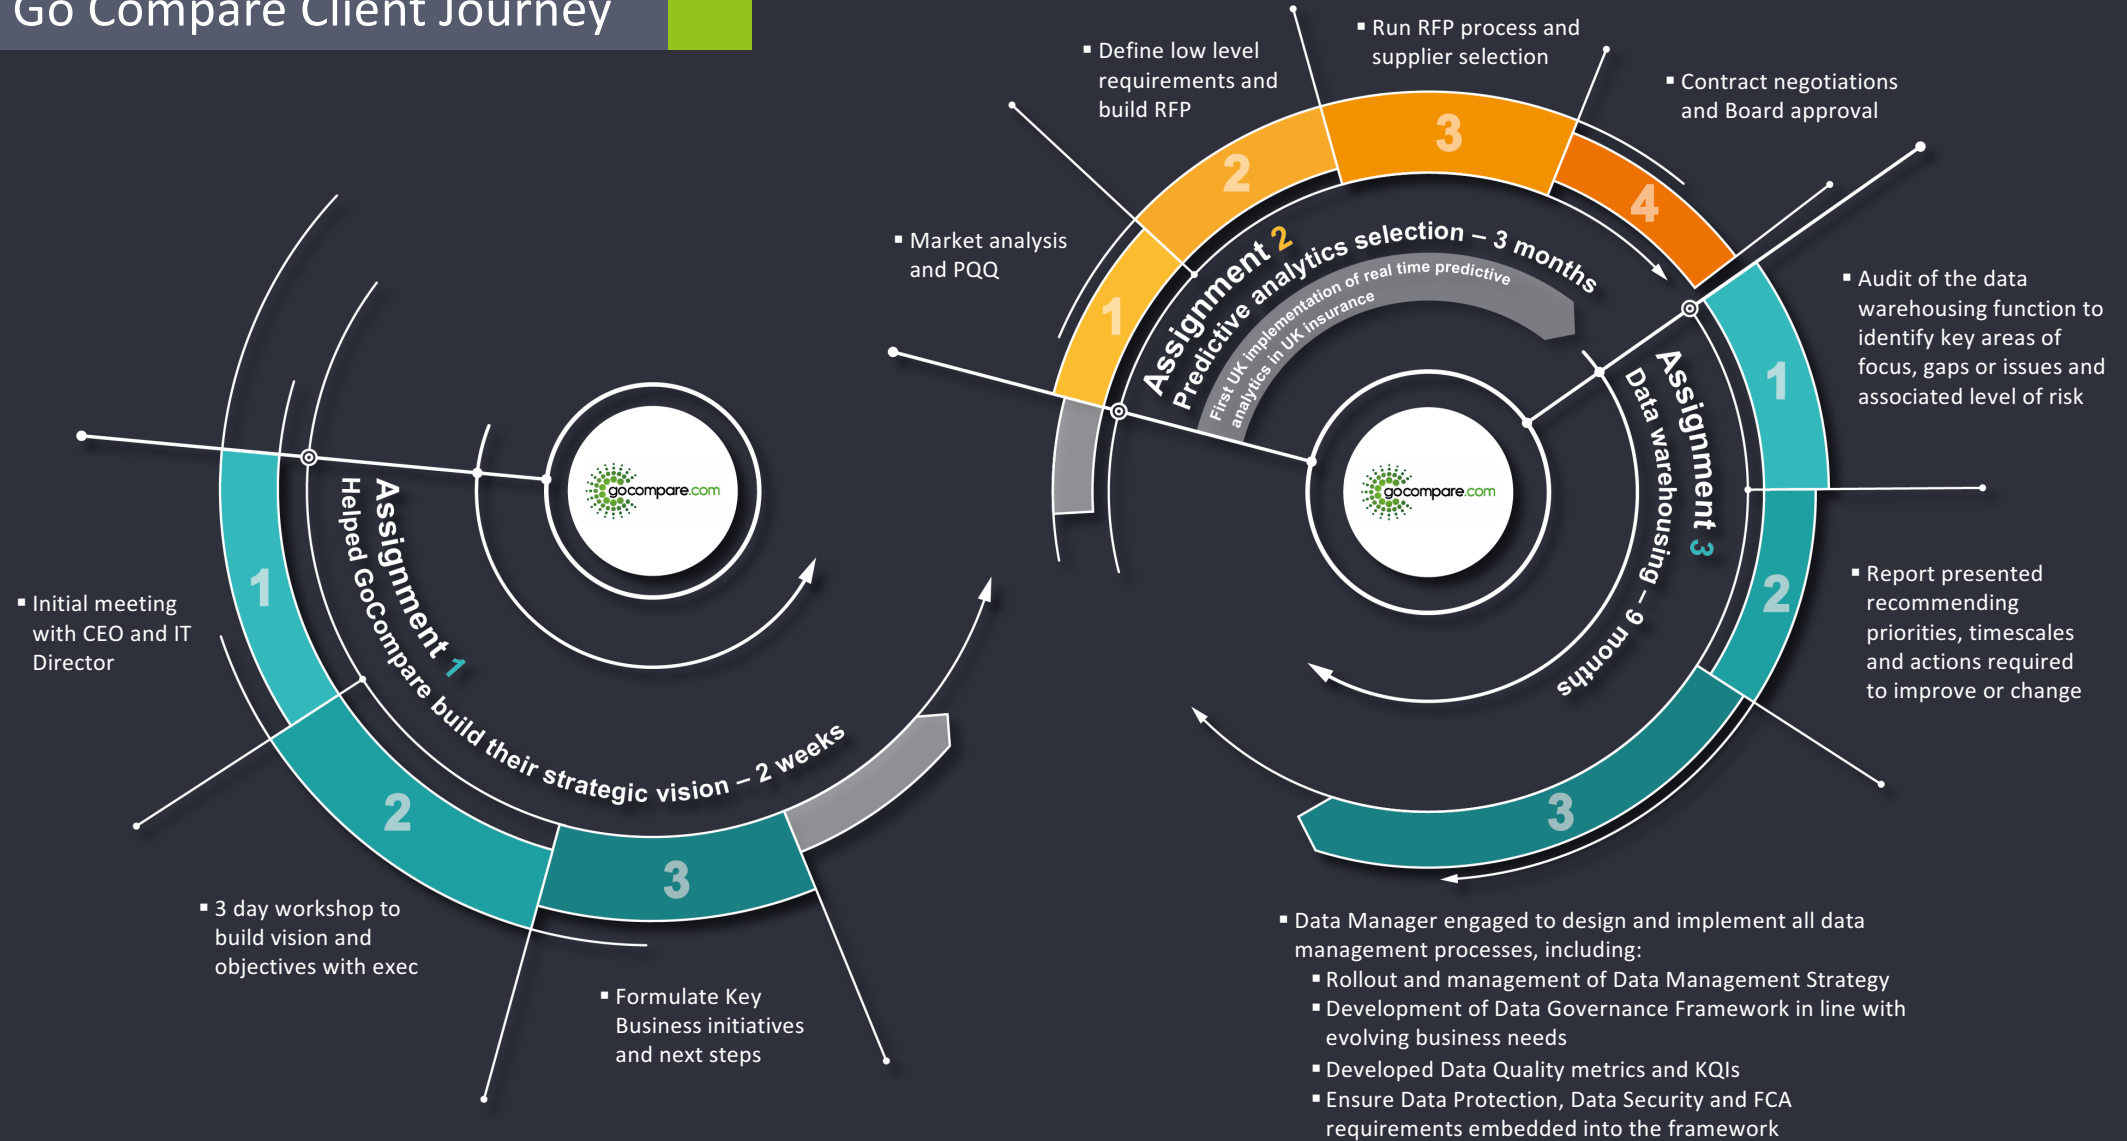 Go Compare Client Journey
▪ Initial meeting
with CEO and IT
Director
▪ 3 day workshop to
build vision and
objectives with exec
▪ Formulate Key
Business initiatives
and next steps
1
2
3
Assignment 1
Helped GoCompare build their strategic vision – 2 weeks
gocompare.com
▪ Market analysis
and PQQ
▪ Define low level
requirements and
build RFP
▪ Run RFP process and
supplier selection
▪ Contract negotiations
and Board approval
1
2
3
4
Assignment 2
Predictive analytics selection – 3 months
First UK implementation of real time predictive
analytics in UK insurance
gocompare.com
Assignment 3
Data warehousing – 9 months
1
2
3
▪ Audit of the data
warehousing function to
identify key areas of
focus, gaps or issues and
associated level of risk
▪ Report presented
recommending
priorities, timescales
and actions required
to improve or change
▪ Data Manager engaged to design and implement all data
management processes, including:
▪ Rollout and management of Data Management Strategy
▪ Development of Data Governance Framework in line with
evolving business needs
▪ Developed Data Quality metrics and KQIs
▪ Ensure Data Protection, Data Security and FCA
requirements embedded into the framework